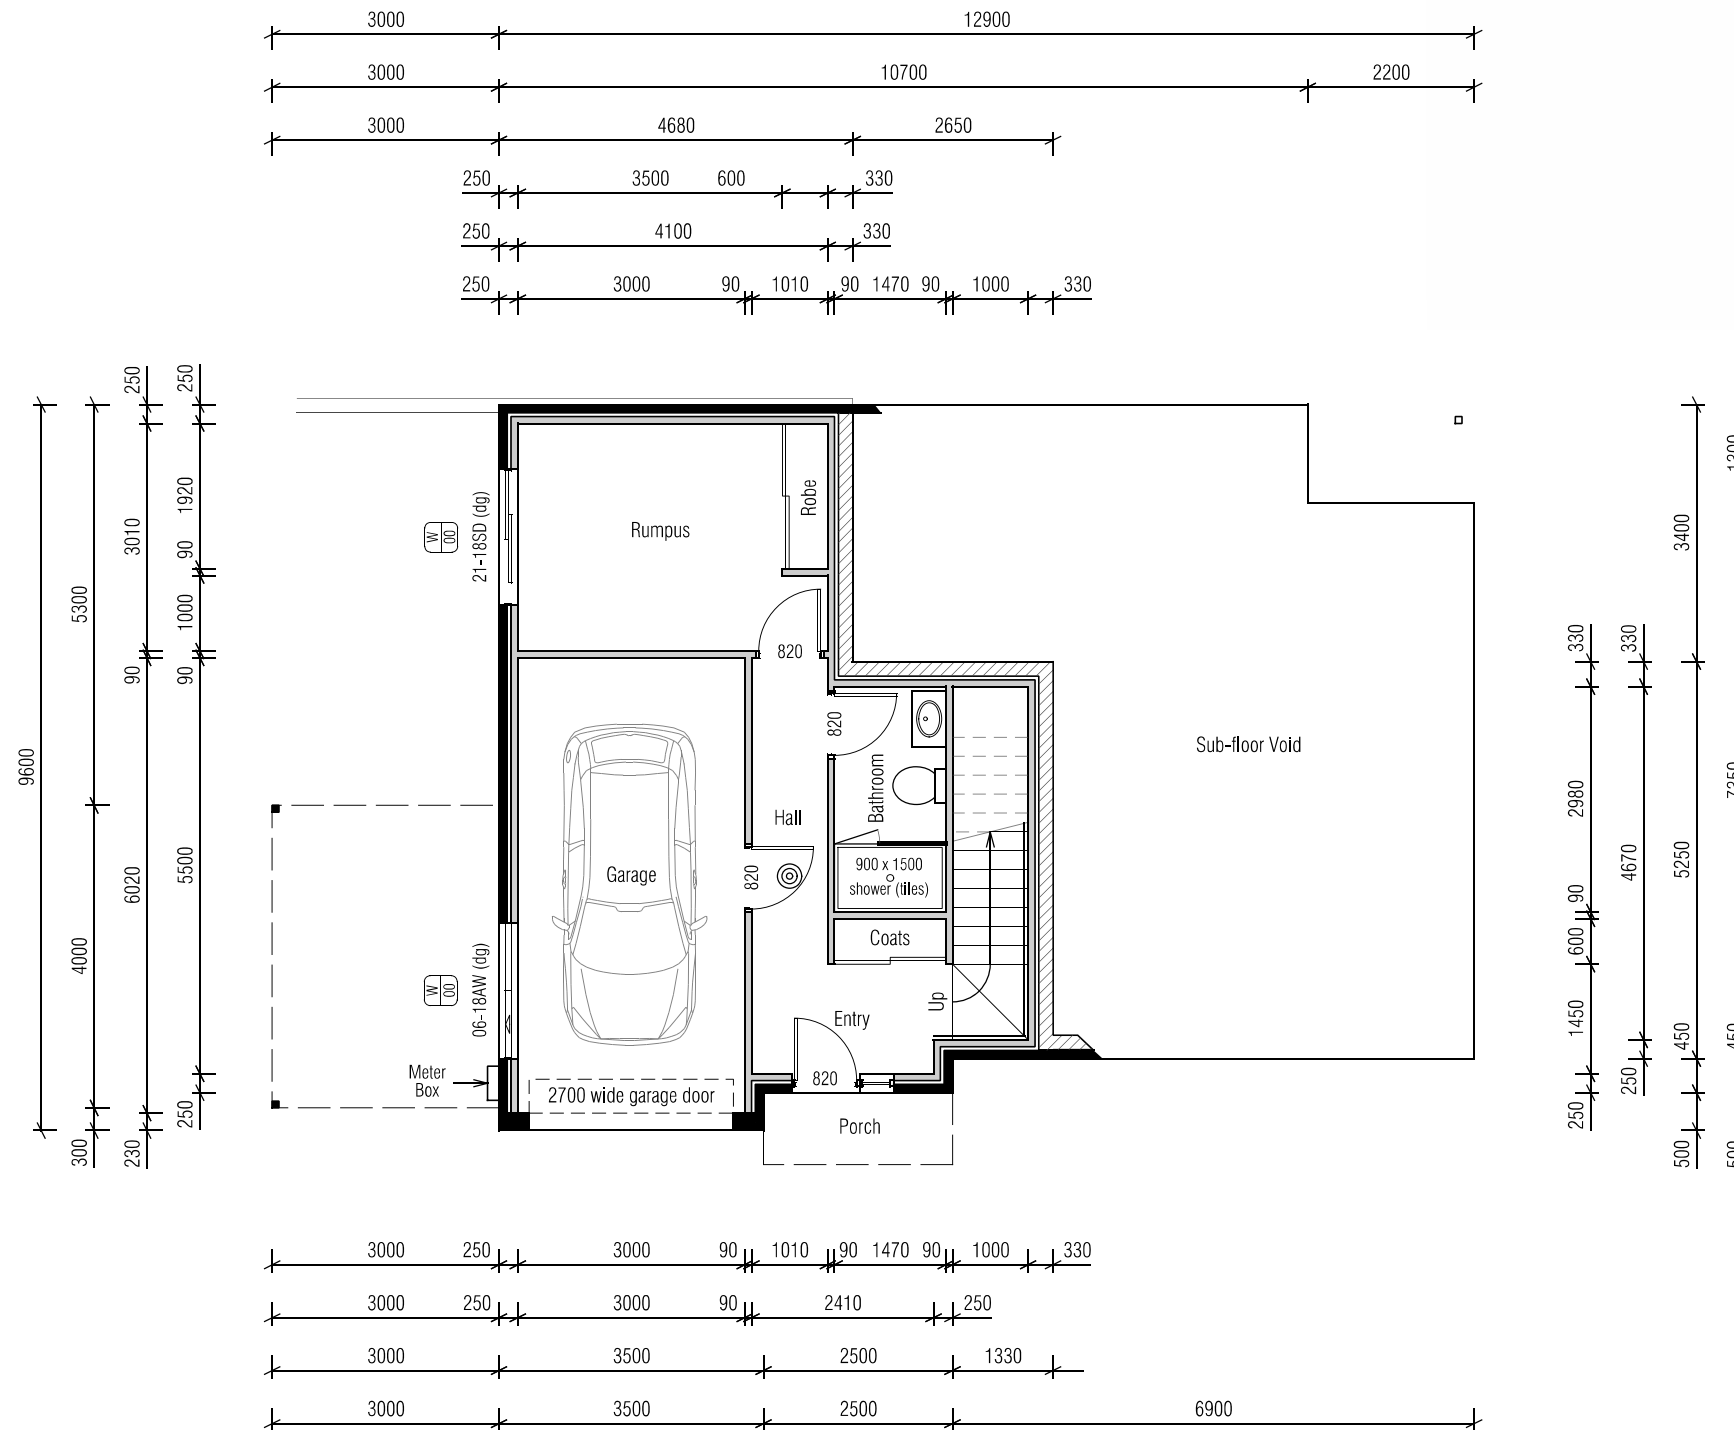 3000 12900
3000 10700 2200
3000 4680 2650
250 3500 600 330
250 4100 330
250 3000 90 1010 90 1470 90 1000 330
9600
5300
4000
300
250
3010
90
6020
230
250
1920
90
1000
90
5500
250
W
00
21-18SD (dg)
Rumpus
Robe
820
820
Bathroom
Hall
Garage
820
900 x 1500
shower (tiles)
Coats
Up
Entry
W
00
06-18AW (dg)
Meter
Box
2700 wide garage door
820
Porch
Sub-floor Void
330
2980
90
600
1450
250
330
4670
250
3400
5250
450
500
3000 250 3000 90 1010 90 1470 90 1000 330
3000 250 3000 90 2410 250
3000 3500 2500 1330
3000 3500 2500 6900